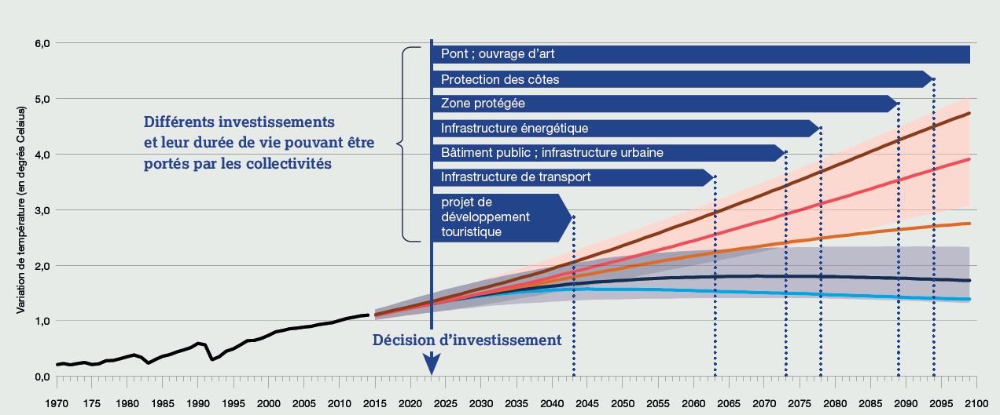 6,0
5,0
4,0
3,0
2,0
1,0
0,0
Variation de température (en degrés Celsius)
Différents investissements
et leur durée de vie pouvant être
portés par les collectivités
Pont ; ouvrage d’art
Protection des côtes
Zone protégée
Infrastructure énergétique
Bâtiment public ; infrastructure urbaine
Infrastructure de transport
projet de
développement
touristique
Décision d’investissement
1970 175 1980 1985 1990 1995 2000 2005 2010 2015 2020 2025 2030 2035 2040 2045 2050 2055 2060 2065 2070 2075 2080 2085 2090 2095 2100